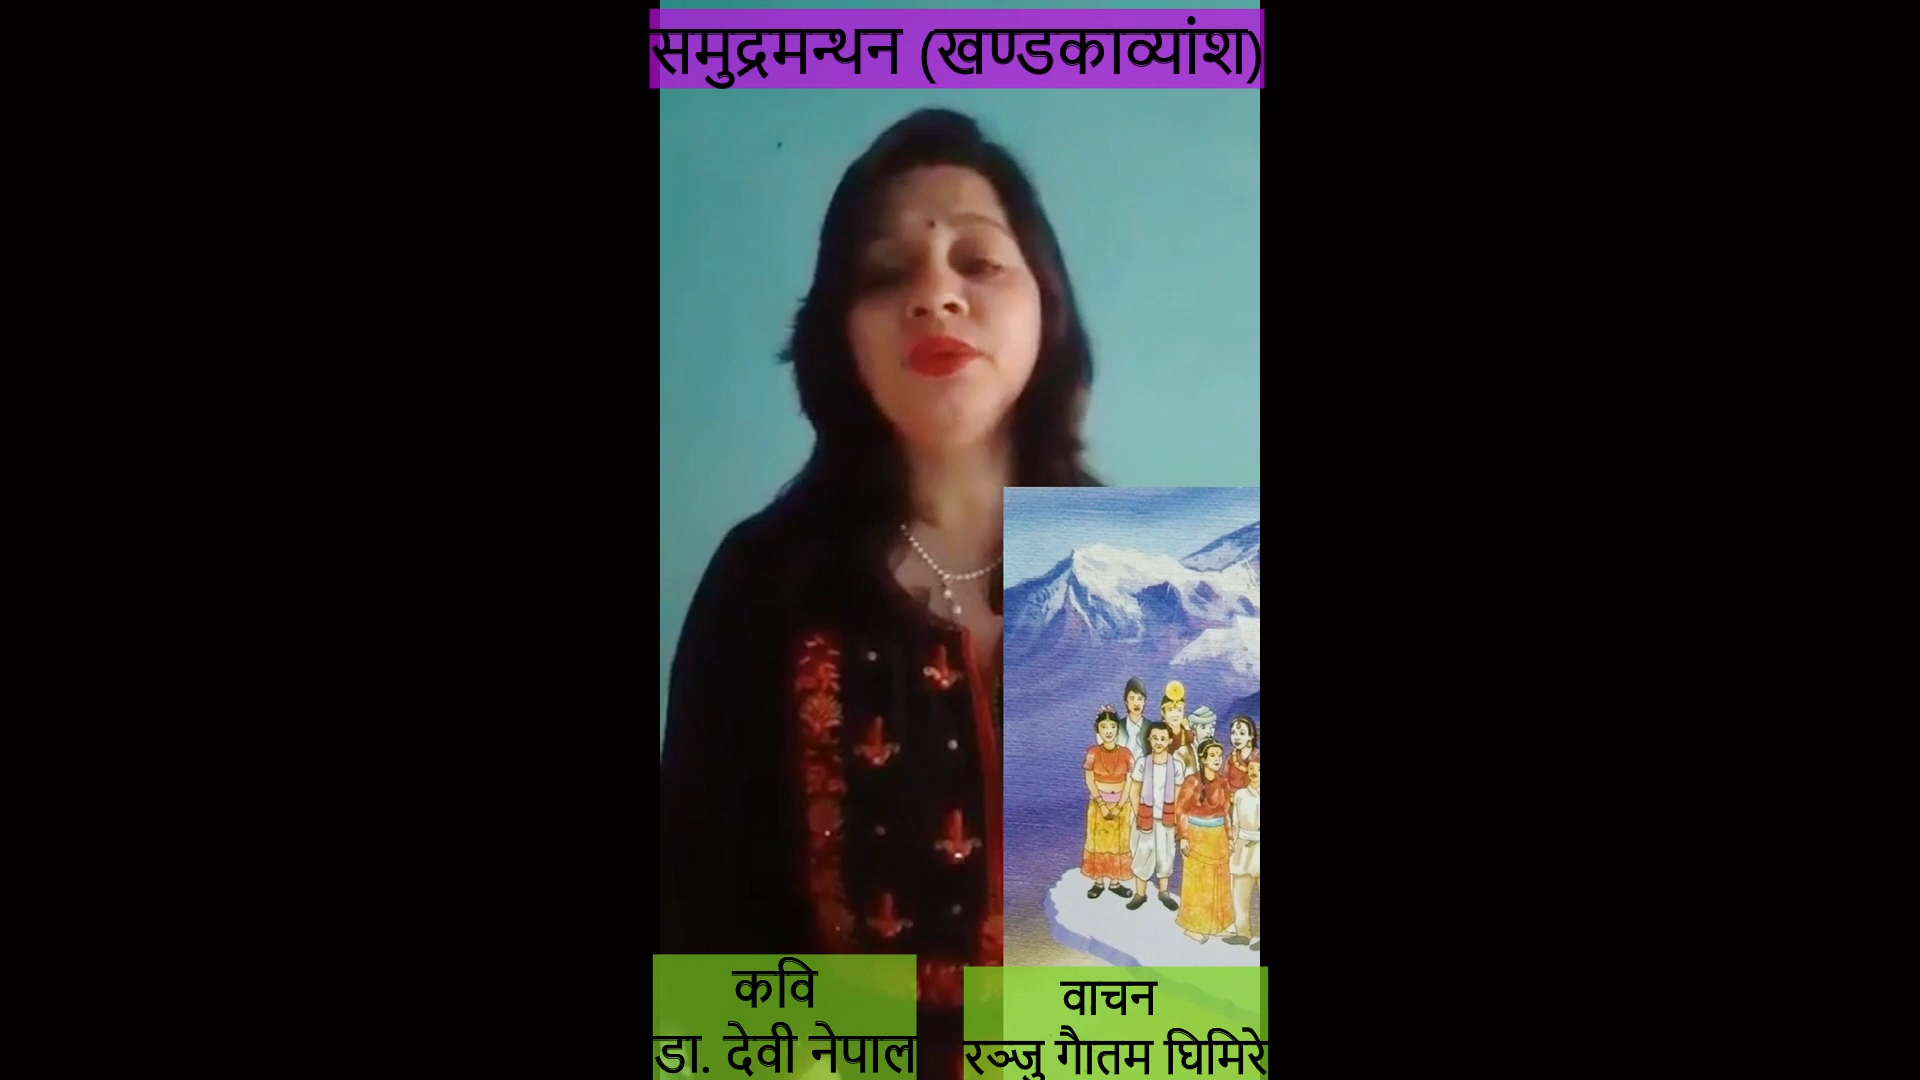 समुद्रमन्थन (खण्डकाव्यांश)
कवि
डा. देवी नेपाल
वाचन
रञ्जु गैातम घिमिरे